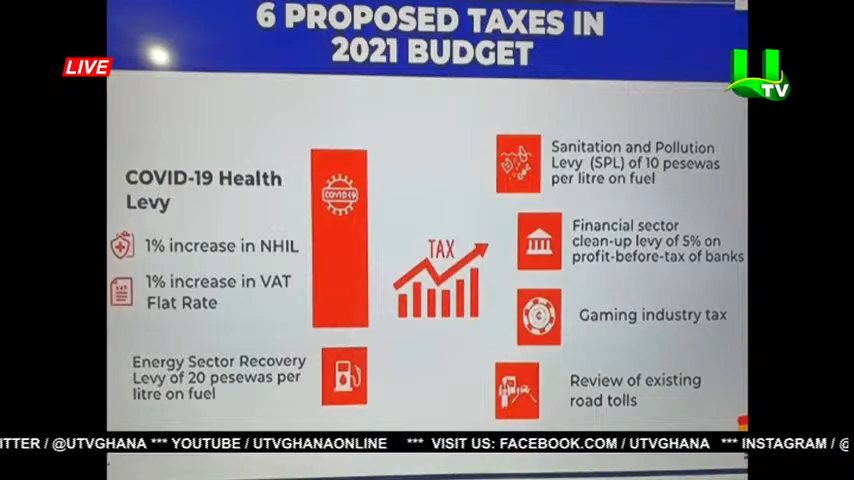 6 PROPOSED TAXES IN
2021 BUDGET
LIVE
U
TV
COVID-19 Health
Levy
1% increase in NHIL
1% increase in VAT
Flat Rate
Energy Sector Recovery
Levy of 20 pesewas per
litre on fuel
COVID-19
VAT
TAX
Sanitation and Pollution
Levy (SPL) of 10 pesewas
per litre on fuel
Financial sector
clean-up levy of 5% on
profit-before-tax of banks
Gaming industry tax
Review of existing
road tolls
ITTER / @UTVGHANA *** YOUTUBE / UTVGHANAONLINE *** VISIT US: FACEBOOK.COM / UTVGHANA *** INSTAGRAM / @